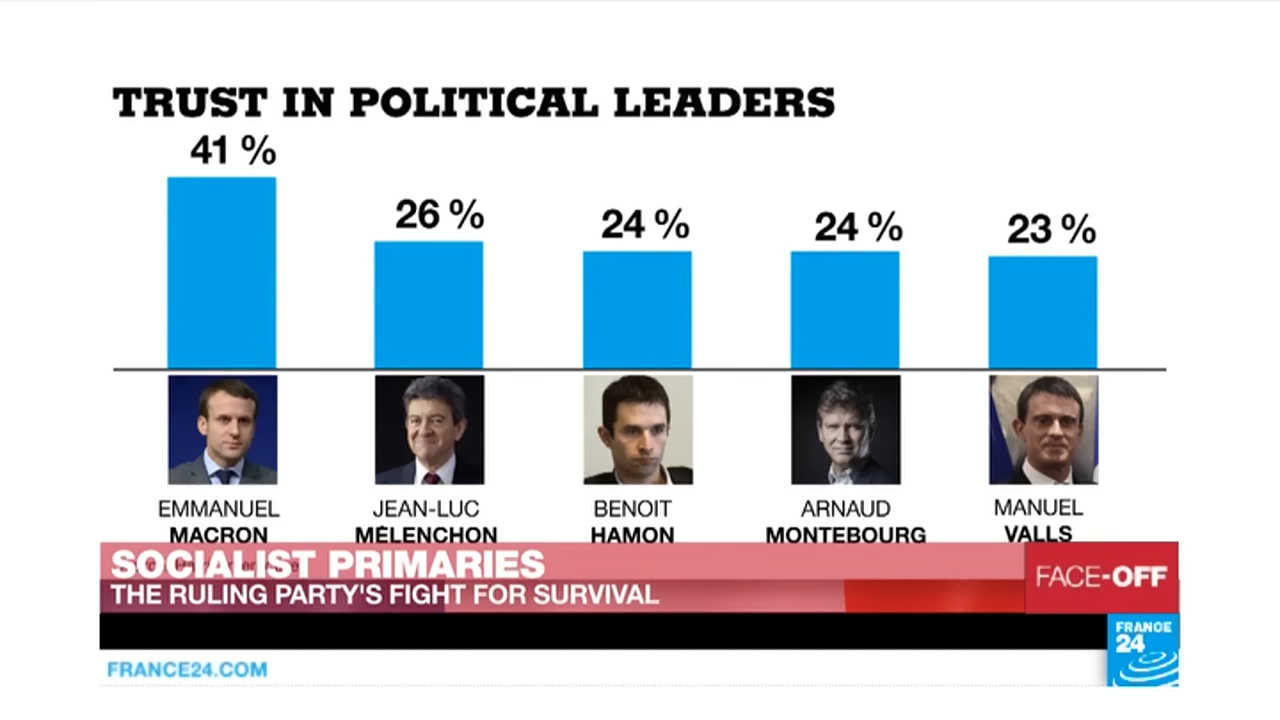 TRUST IN POLITICAL LEADERS
41 %
26 %
24 %
24 %
23 %
EMMANUEL
MACRON
JEAN-LUC
MÉLENCHON
BENOIT
HAMON
ARNAUD
MONTEBOURG
MANUEL
VALLS
SOCIALIST PRIMARIES
THE RULING PARTY'S FIGHT FOR SURVIVAL
FACE-OFF
FRANCE
24
FRANCE24.COM